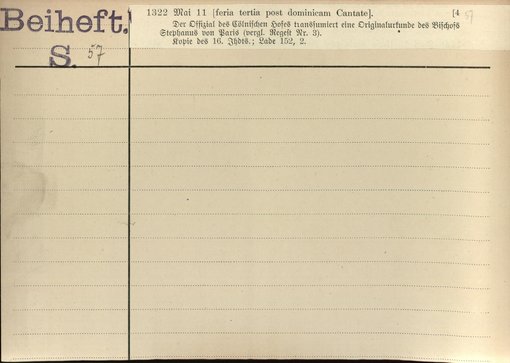 Beiheft.
S. 57
1322 Mai 11 [feria tertia post dominicam Cantate]. [4
Der Offizial des Cölnischen Hofes transsumiert eine Originalurkunde des Bischofs
Stephanus von Paris (vergl. Regest Nr. 3).
Kopie des 16. Jhdts.; Lade 152, 2.